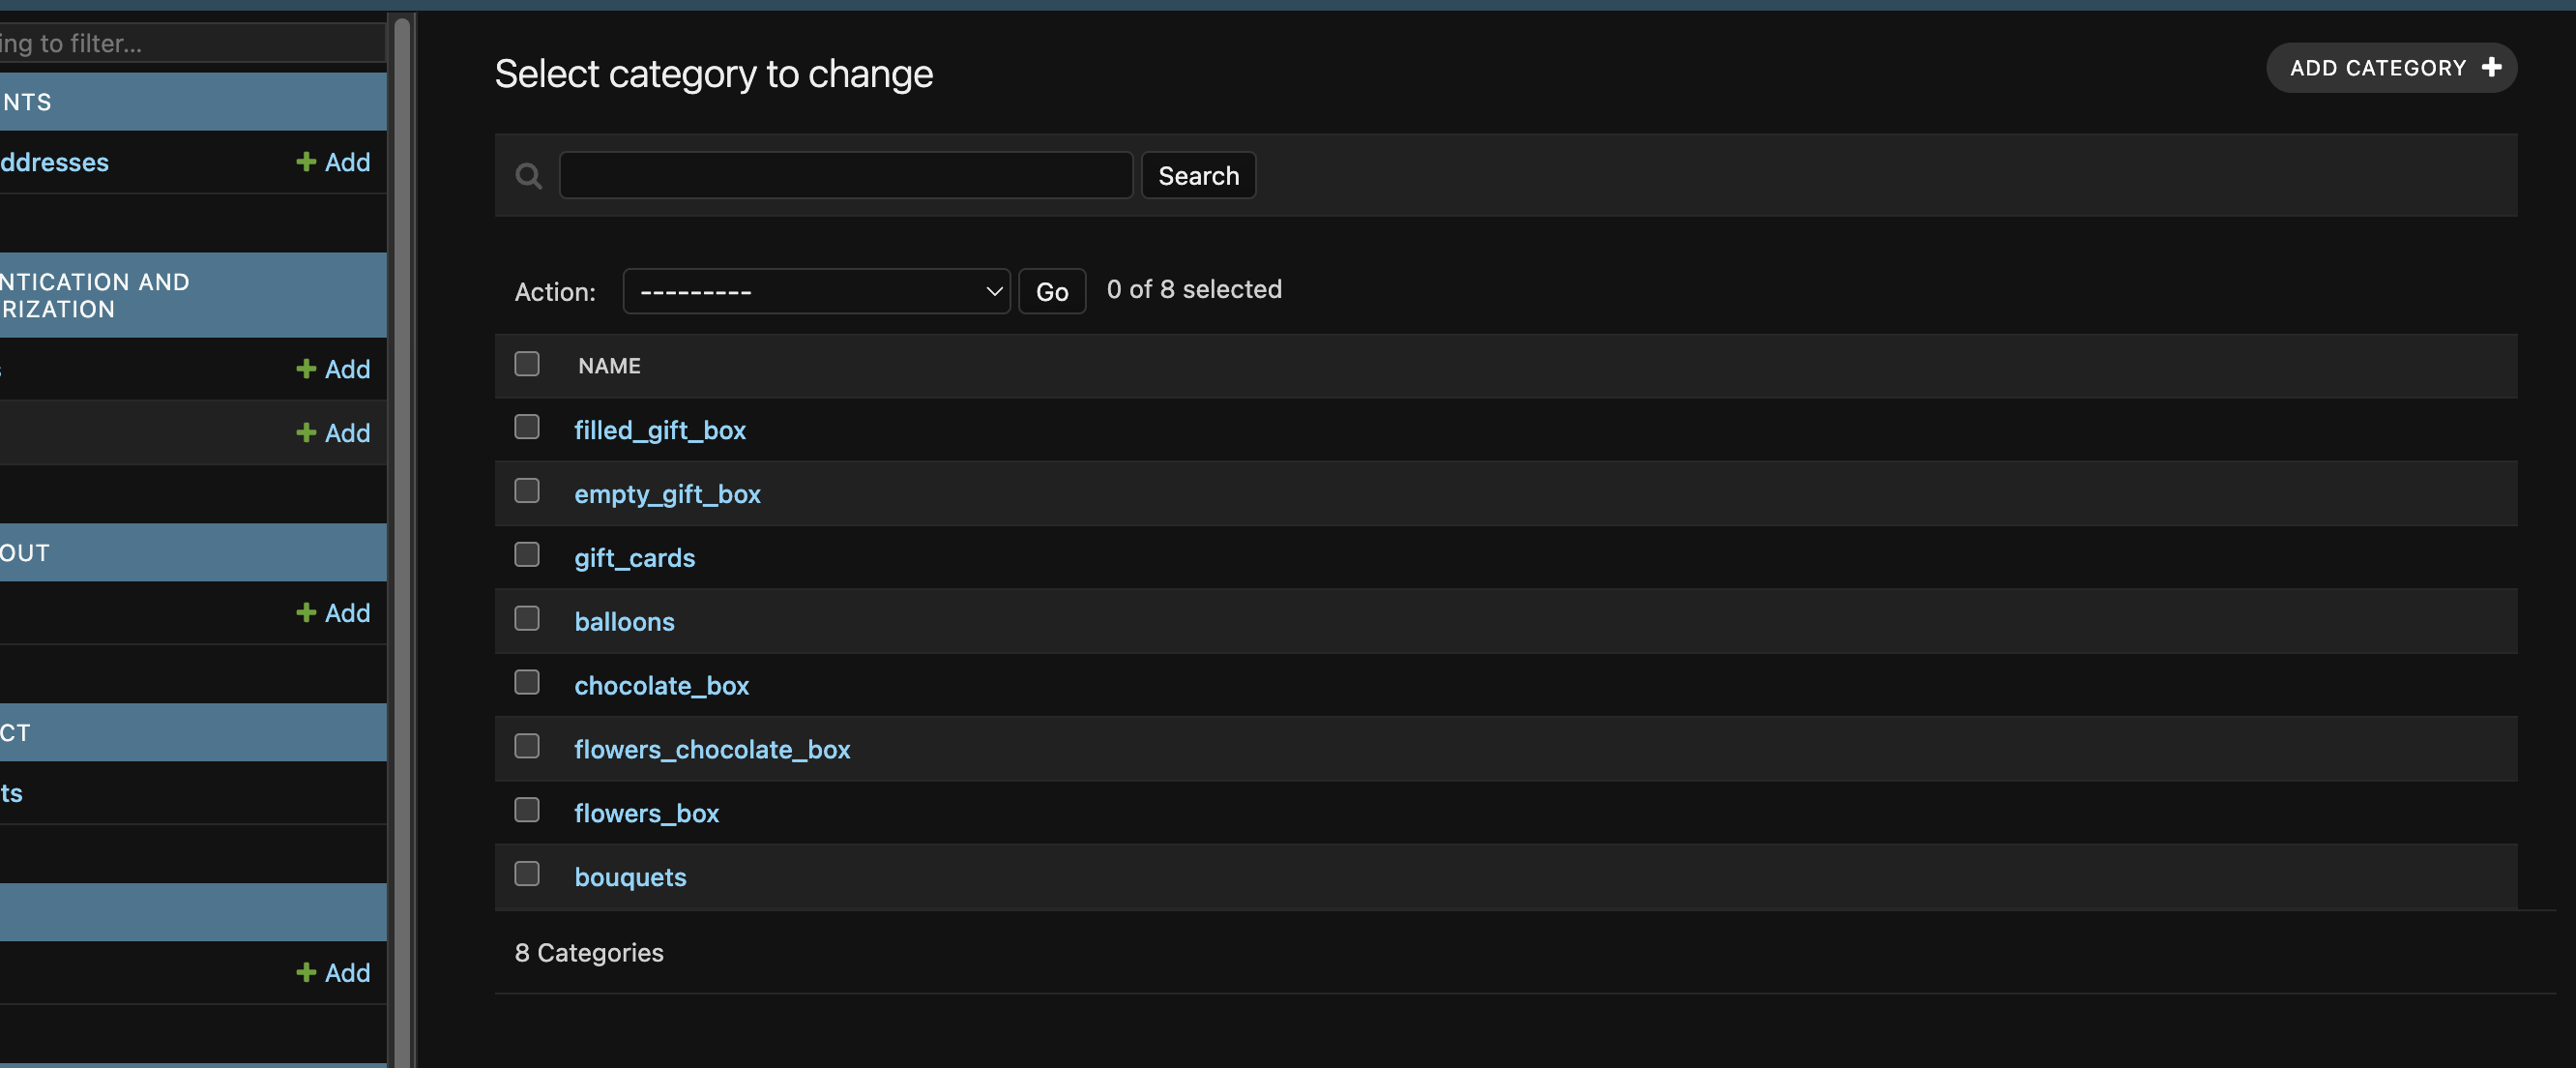 ing to filter...
NTS
ddresses
Add
NTICATION AND
RIZATION
s
Add
Add
OUT
Add
CT
ts
Add
Select category to change
ADD CATEGORY
Search
Action:
---------
Go
0 of 8 selected
NAME
filled_gift_box
empty_gift_box
gift_cards
balloons
chocolate_box
flowers_chocolate_box
flowers_box
bouquets
8 Categories